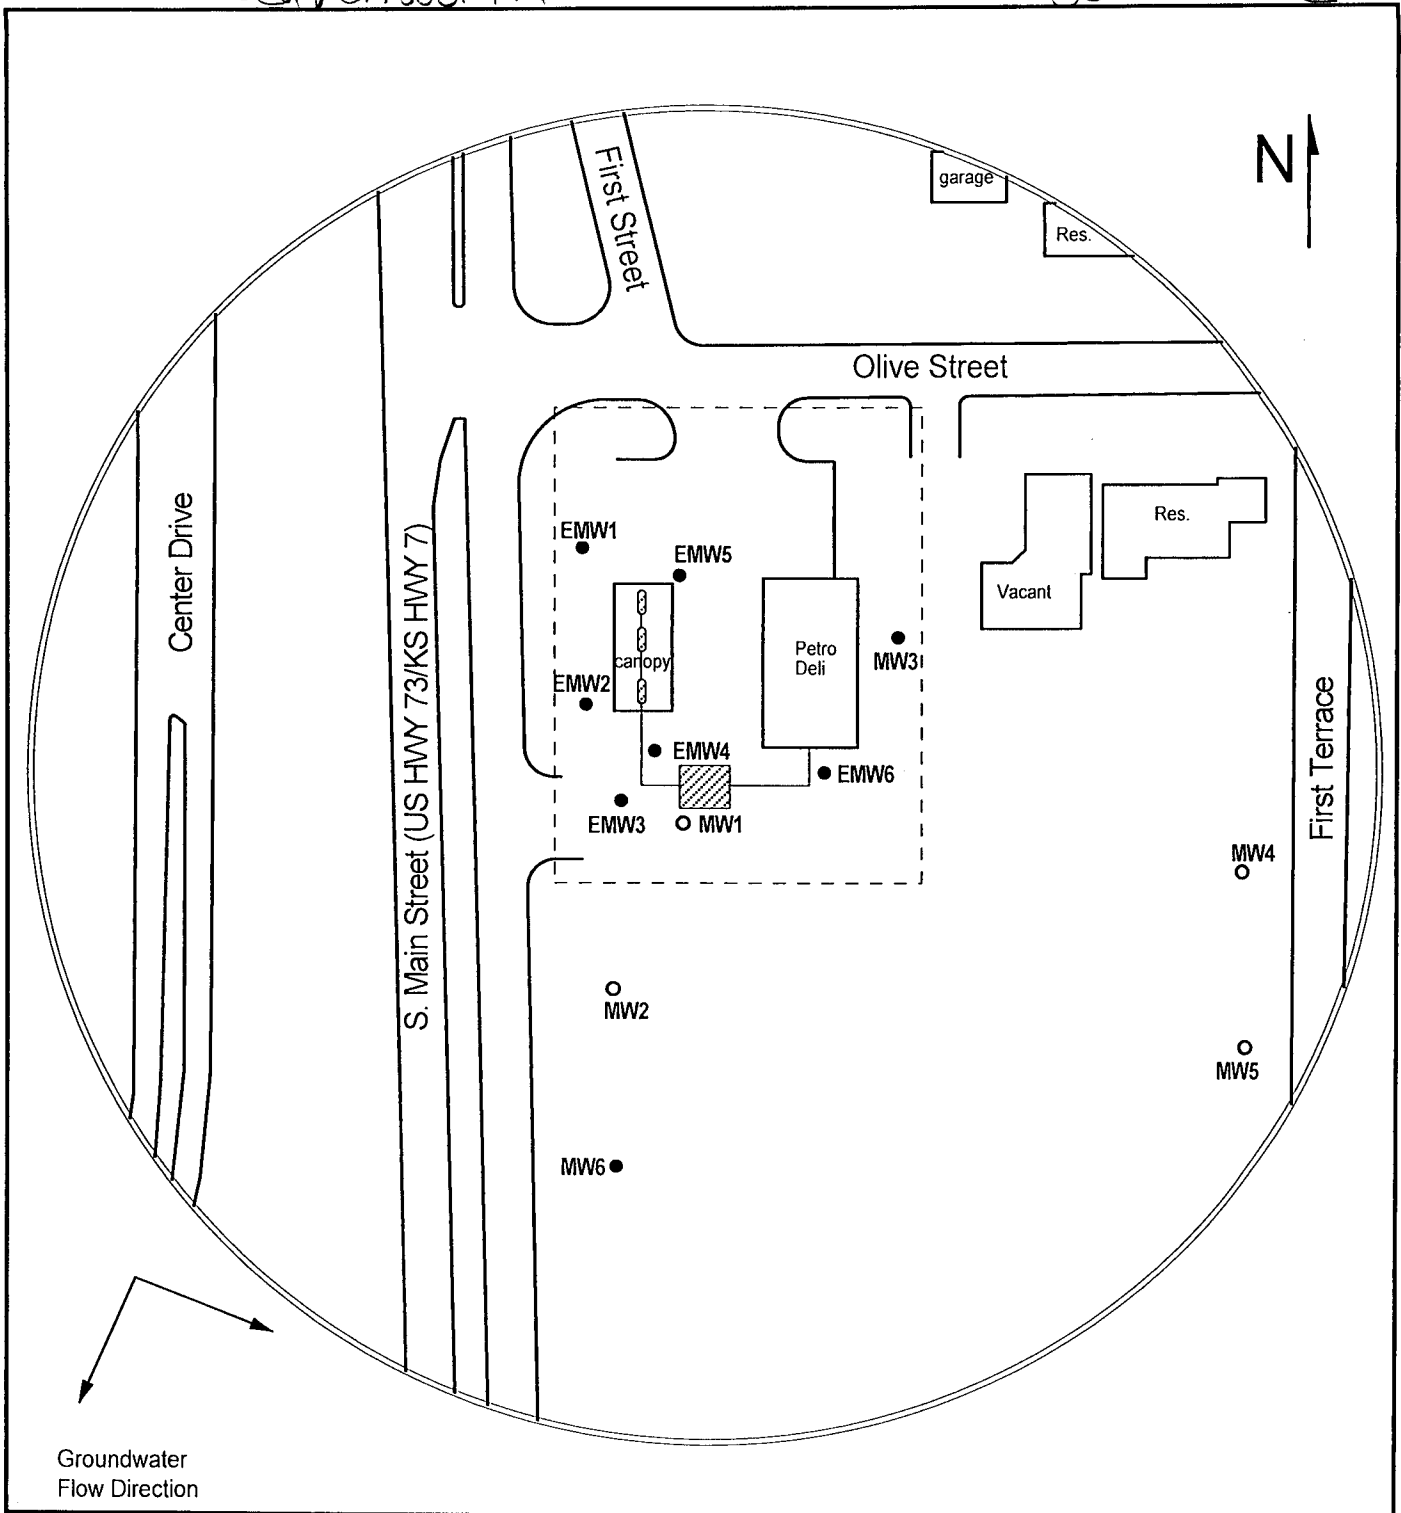 N
First Street
garage
Res.
Olive Street
Center Drive
S. Main Street (US HWY 73/KS HWY 7)
EMW1
EMW5
Res.
Vacant
canopy
Petro
Deli
MW3
EMW2
EMW4
EMW6
EMW3
MW1
First Terrace
MW4
MW2
MW5
MW6
Groundwater
Flow Direction